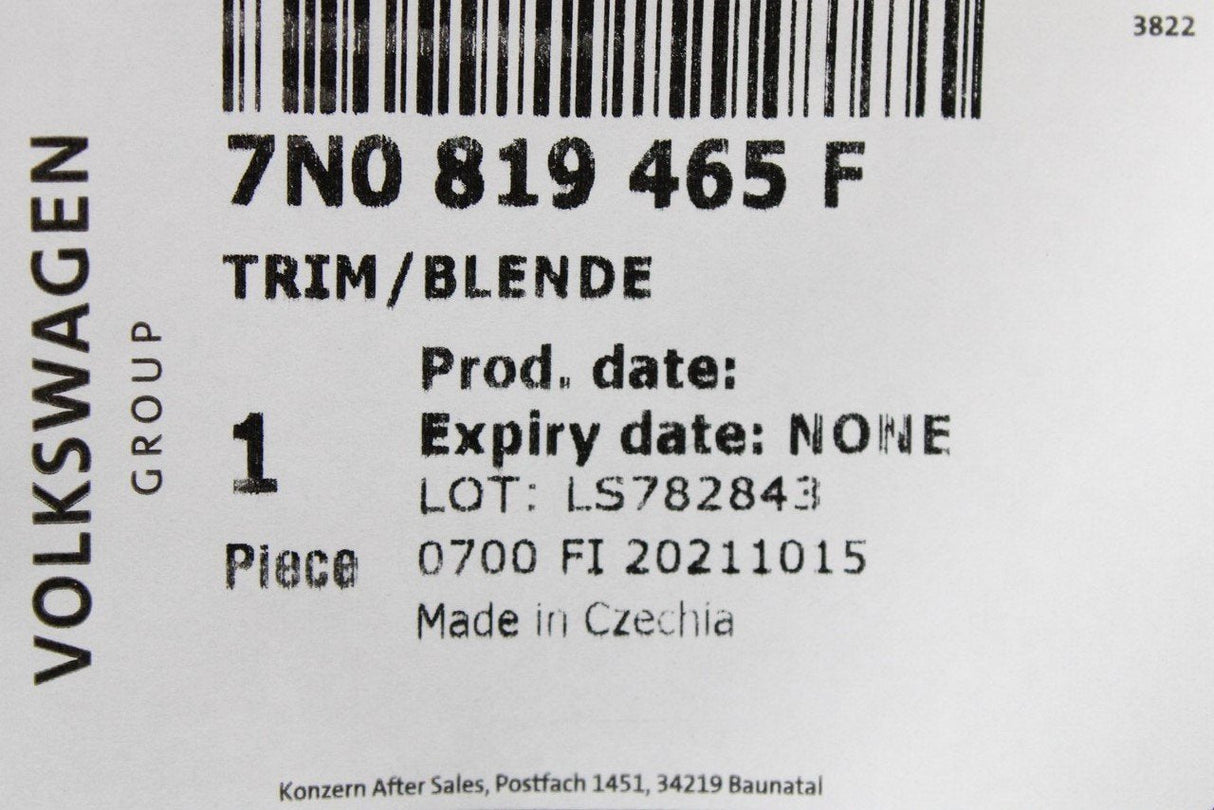 3822
7N0 819 465 F
TRIM/BLENDE
Prod. date:
Expiry date: NONE
LOT: LS782843
1
Piece
0700 FI 20211015
Made in Czechia
VOLKSWAGEN
GROUP
Konzern After Sales, Postfach 1451, 34219 Baunatal